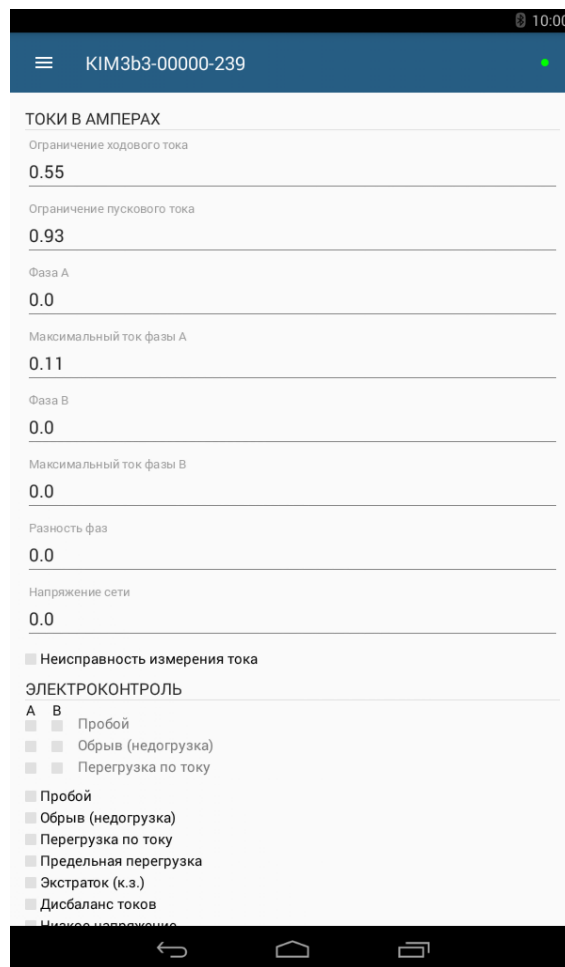 10:00
KIM3b3-00000-239
ТОКИ В АМПЕРАХ
Ограничение ходового тока
0.55
Ограничение пускового тока
0.93
Фаза А
0.0
Максимальный ток фазы А
0.11
Фаза В
0.0
Максимальный ток фазы В
0.0
Разность фаз
0.0
Напряжение сети
0.0
Неисправность измерения тока
ЭЛЕКТРОКОНТРОЛЬ
А В
Пробой
Обрыв (недогрузка)
Перегрузка по току
Пробой
Обрыв (недогрузка)
Перегрузка по току
Предельная перегрузка
Экстраток (к.з.)
Дисбаланс токов
Низкое напряжение